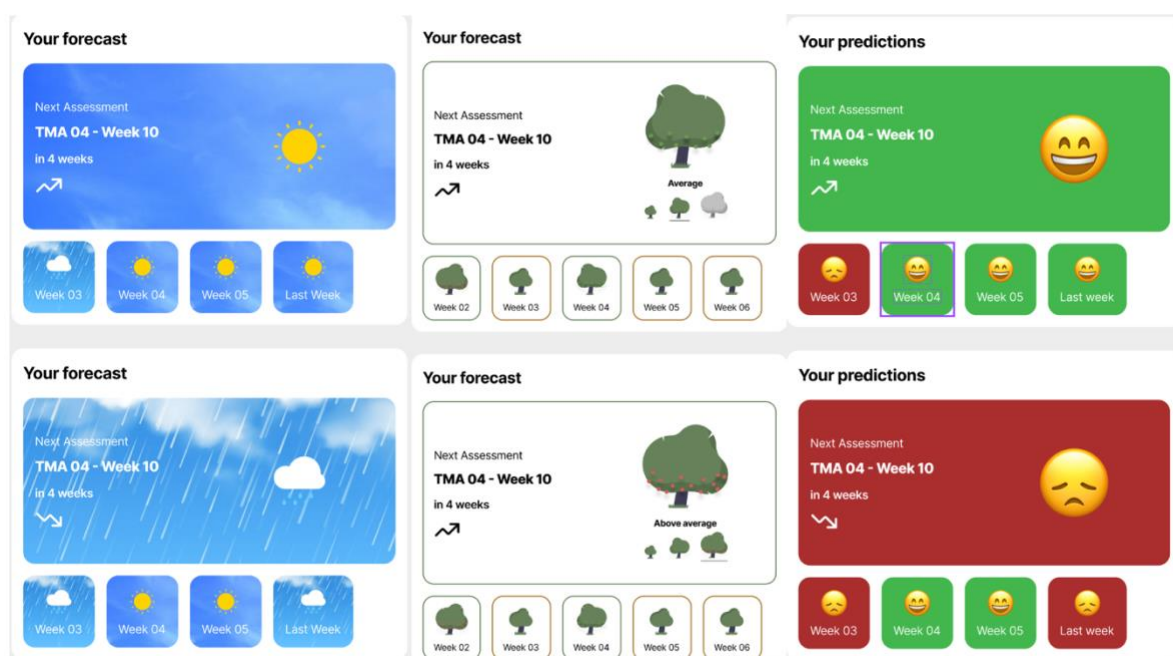 Your forecast
Next Assessment
TMA 04 - Week 10
in 4 weeks
Week 03
Week 04
Week 05
Last Week
Your forecast
Next Assessment
TMA 04 - Week 10
in 4 weeks
Average
Week 02
Week 03
Week 04
Week 05
Week 06
Your predictions
Next Assessment
TMA 04 - Week 10
in 4 weeks
Week 03
Week 04
Week 05
Last week
Your forecast
Next Assessment
TMA 04 - Week 10
in 4 weeks
Week 03
Week 04
Week 05
Last Week
Your forecast
Next Assessment
TMA 04 - Week 10
in 4 weeks
Above average
Week 02
Week 03
Week 04
Week 05
Week 06
Your predictions
Next Assessment
TMA 04 - Week 10
in 4 weeks
Week 03
Week 04
Week 05
Last week